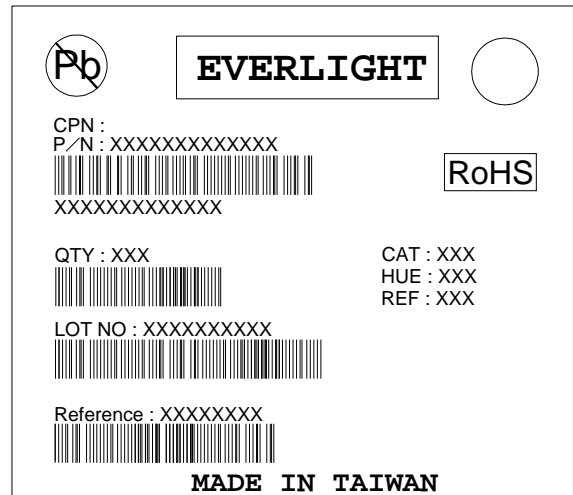 Pb
EVERLIGHT
CPN :
P/N : XXXXXXXXXXXXX
RoHS
XXXXXXXXXXXXX
QTY : XXX
CAT : XXX
HUE : XXX
REF : XXX
LOT NO : XXXXXXXXXX
Reference : XXXXXXXX
MADE IN TAIWAN